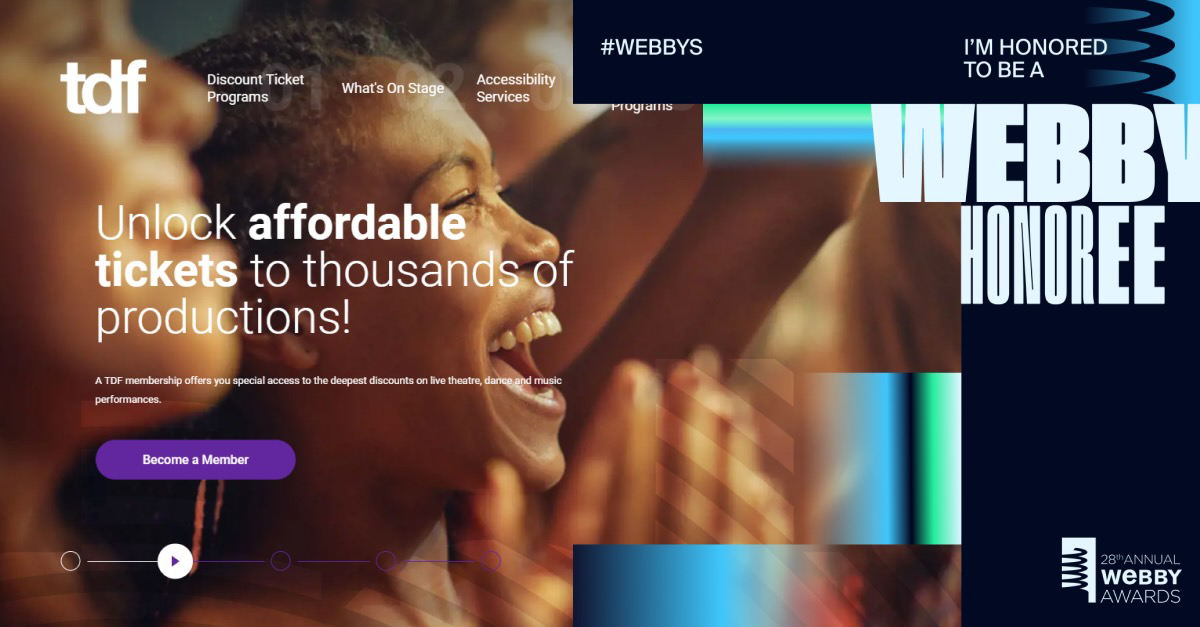 tdf
Discount Ticket
Programs
What's On Stage
Accessibility
Services
Programs
Unlock affordable
tickets to thousands of
productions!
A TDF membership offers you special access to the deepest discounts on live theatre, dance and music
performances.
Become a Member
#WEBBYS
I'M HONORED
TO BE A
WEBBY
HONOREE
28th ANNUAL
WEBBY
AWARDS